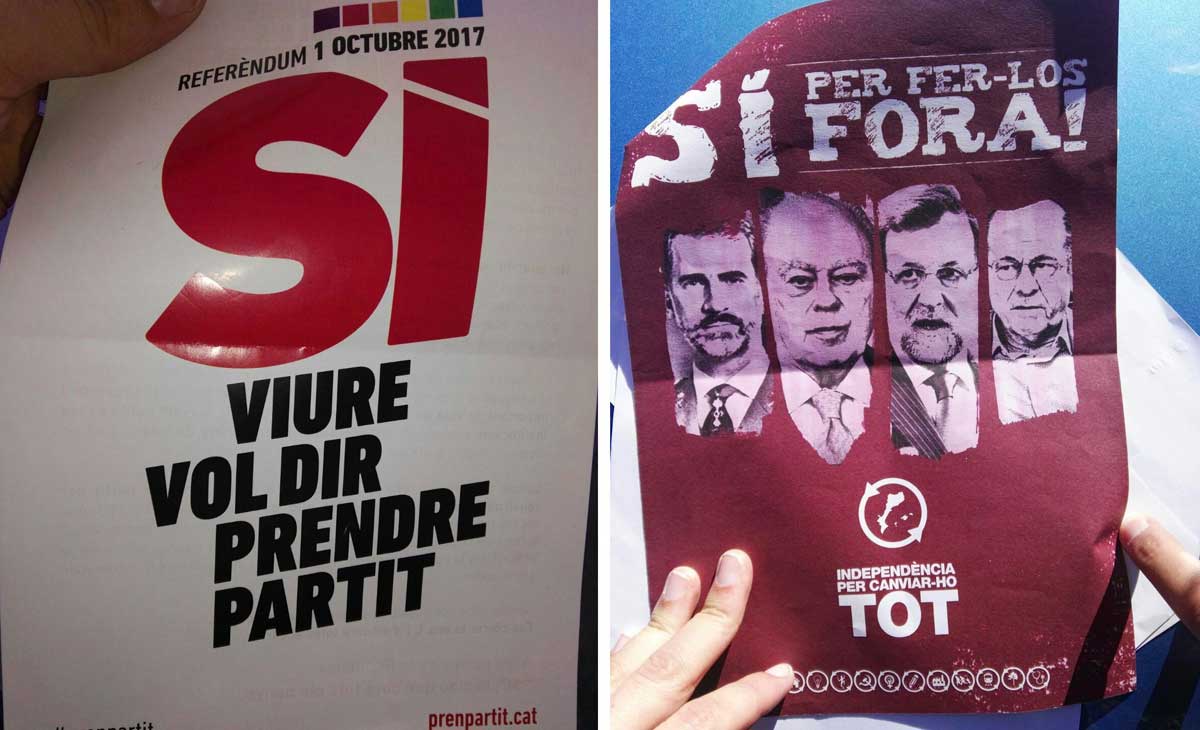 REFERÈNDUM 1 OCTUBRE 2017
SÍ
VIURE
VOL DIR
PRENDRE
PARTIT
prenpartit.cat
SÍ PER FER-LOS
FORA!
INDEPENDÈNCIA
PER CANVIAR-HO
TOT